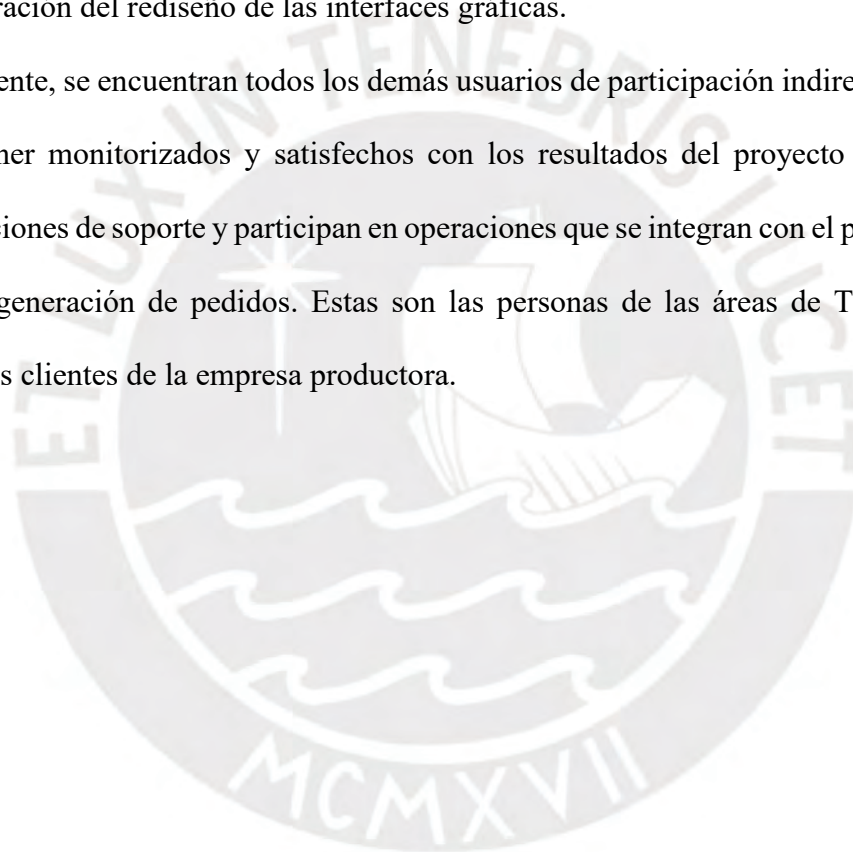 ración del rediseño de las interfaces gráficas.
ente, se encuentran todos los demás usuarios de participación indire
ner monitorizados y satisfechos con los resultados del proyecto
ciones de soporte y participan en operaciones que se integran con el p
generación de pedidos. Estas son las personas de las áreas de T
s clientes de la empresa productora.
ET LUX IN TENEBRIS LUCET
MCMXVII